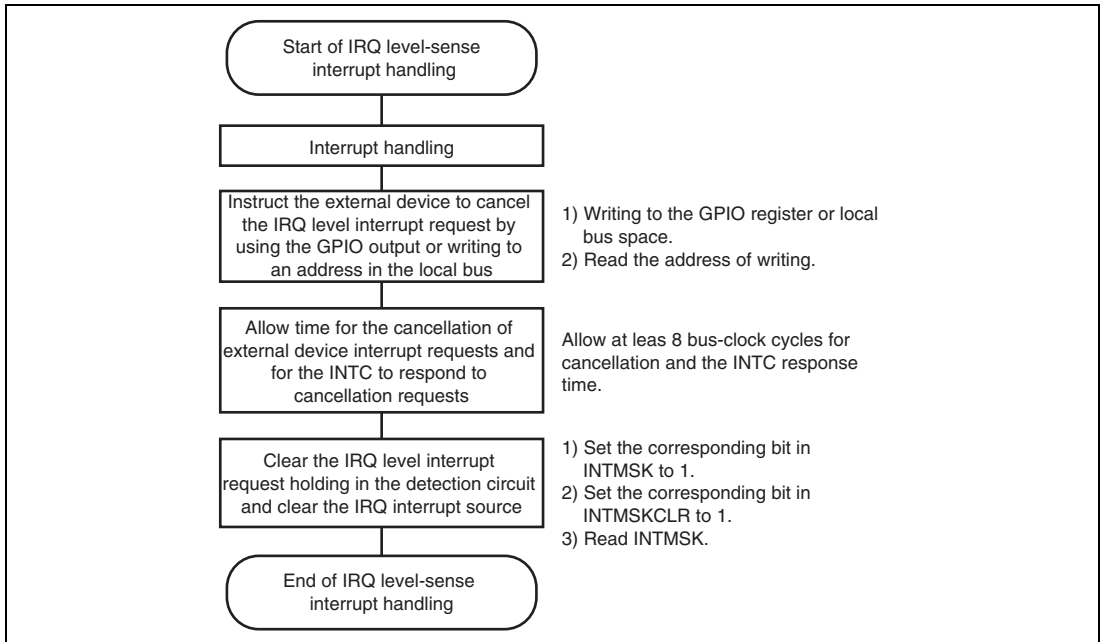 Start of IRQ level-sense
interrupt handling
Interrupt handling
Instruct the external device to cancel
the IRQ level interrupt request by
using the GPIO output or writing to
an address in the local bus
1) Writing to the GPIO register or local
bus space.
2) Read the address of writing.
Allow time for the cancellation of
external device interrupt requests and
for the INTC to respond to
cancellation requests
Allow at leas 8 bus-clock cycles for
cancellation and the INTC response
time.
Clear the IRQ level interrupt
request holding in the detection circuit
and clear the IRQ interrupt source
1) Set the corresponding bit in
INTMSK to 1.
2) Set the corresponding bit in
INTMSKCLR to 1.
3) Read INTMSK.
End of IRQ level-sense
interrupt handling